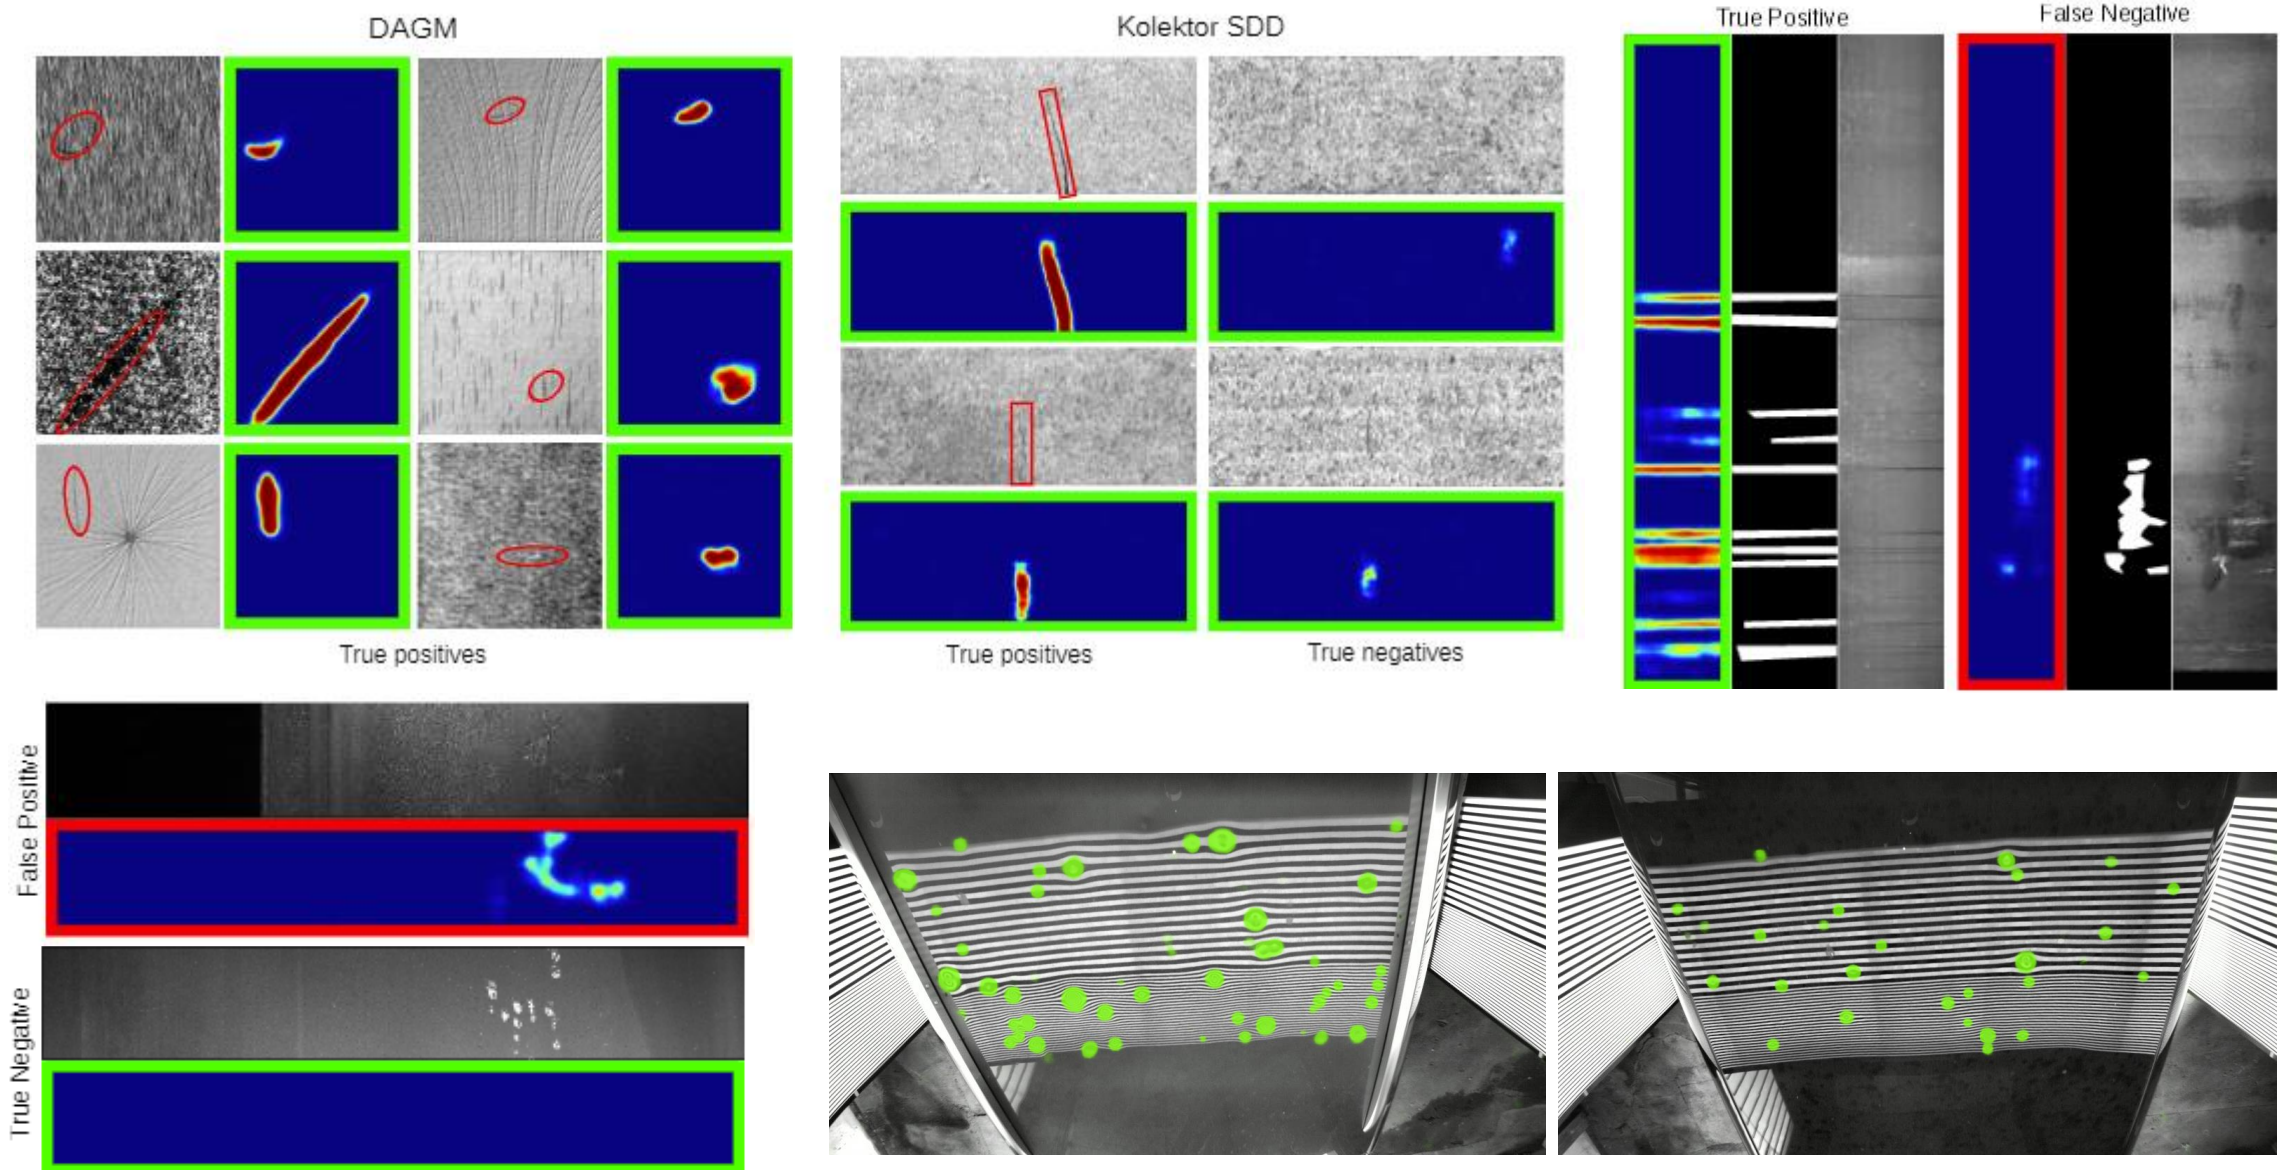 DAGM
Kolektor SDD
True Positive
False Negative
True positives
True positives
True negatives
False Positive
True Negative